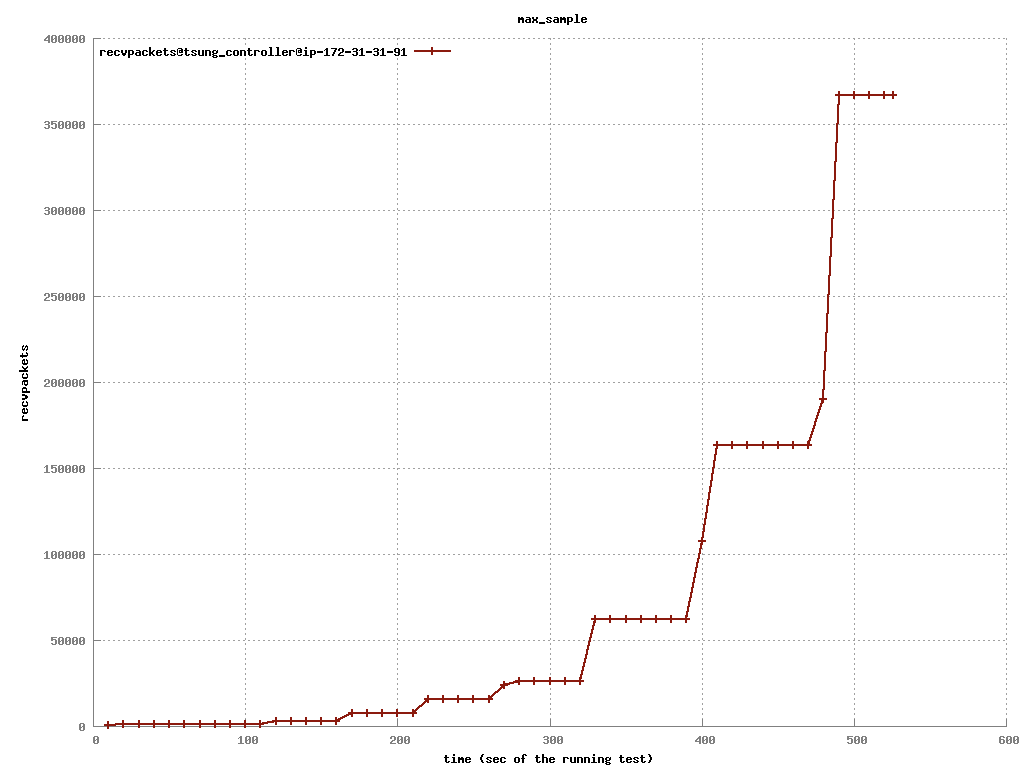 max_sample
400000
recvpackets@tsung_controller@ip-172-31-31-91
350000
300000
250000
200000
recvpackets
150000
100000
50000
0
0 100 200 300 400 500 600
time (sec of the running test)